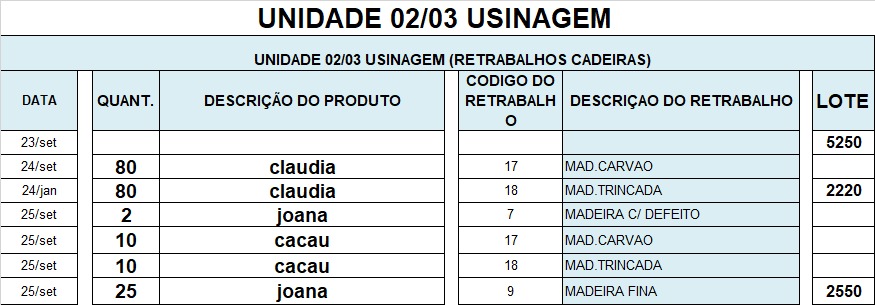 UNIDADE 02/03 USINAGEM
UNIDADE 02/03 USINAGEM (RETRABALHOS CADEIRAS)
DATA QUANT. DESCRIÇÃO DO PRODUTO CODIGO DO RETRABALH O DESCRIÇAO DO RETRABALHO LOTE
23/set 5250
24/set 80 claudia 17 MAD.CARVAO
24/jan 80 claudia 18 MAD.TRINCADA 2220
25/set 2 joana 7 MADEIRA C/ DEFEITO
25/set 10 cacau 17 MAD.CARVAO
25/set 10 cacau 18 MAD.TRINCADA
25/set 25 joana 9 MADEIRA FINA 2550